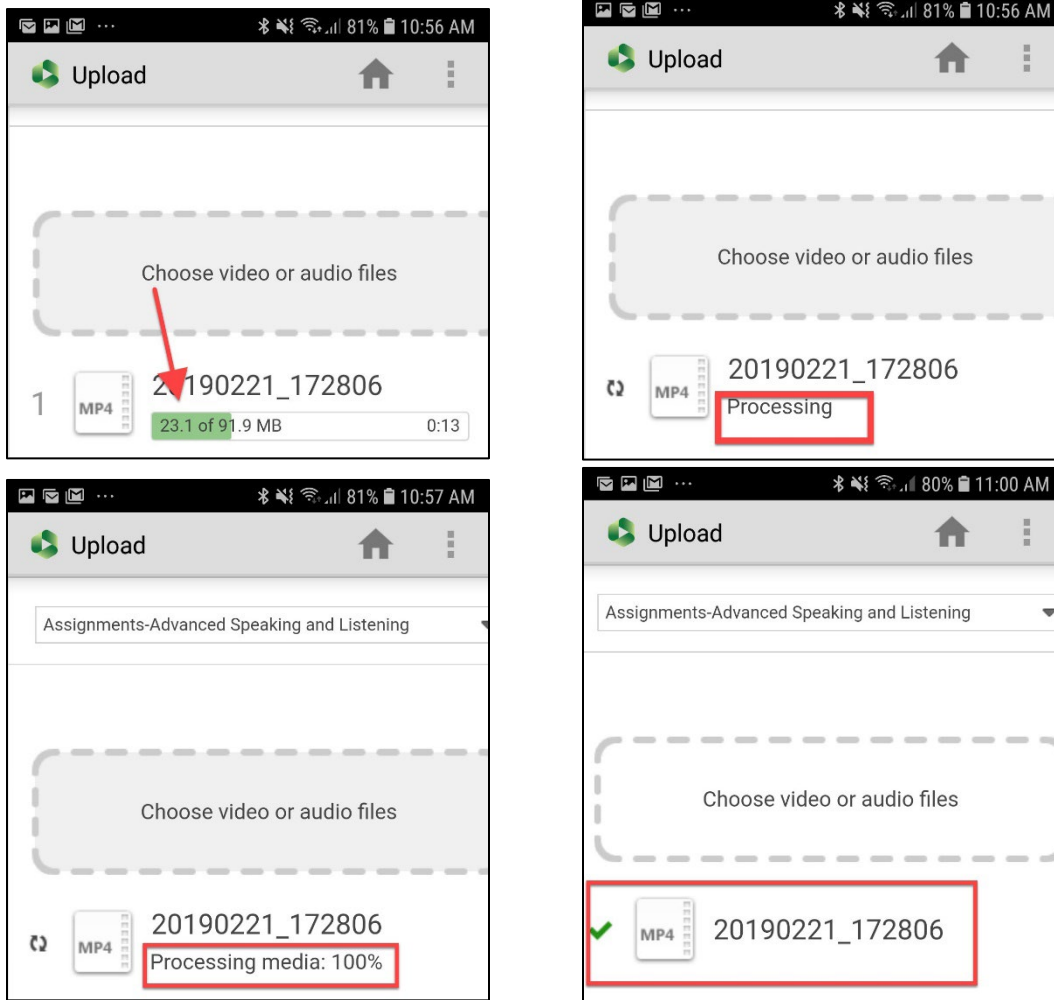 81% 10:56 AM
Upload
Choose video or audio files
20190221_172806
1
MP4
23.1 of 91.9 MB 0:13
81% 10:56 AM
Upload
Choose video or audio files
20190221_172806
MP4
Processing
81% 10:57 AM
Upload
Assignments-Advanced Speaking and Listening
Choose video or audio files
20190221_172806
MP4
Processing media: 100%
80% 11:00 AM
Upload
Assignments-Advanced Speaking and Listening
Choose video or audio files
MP4 20190221_172806